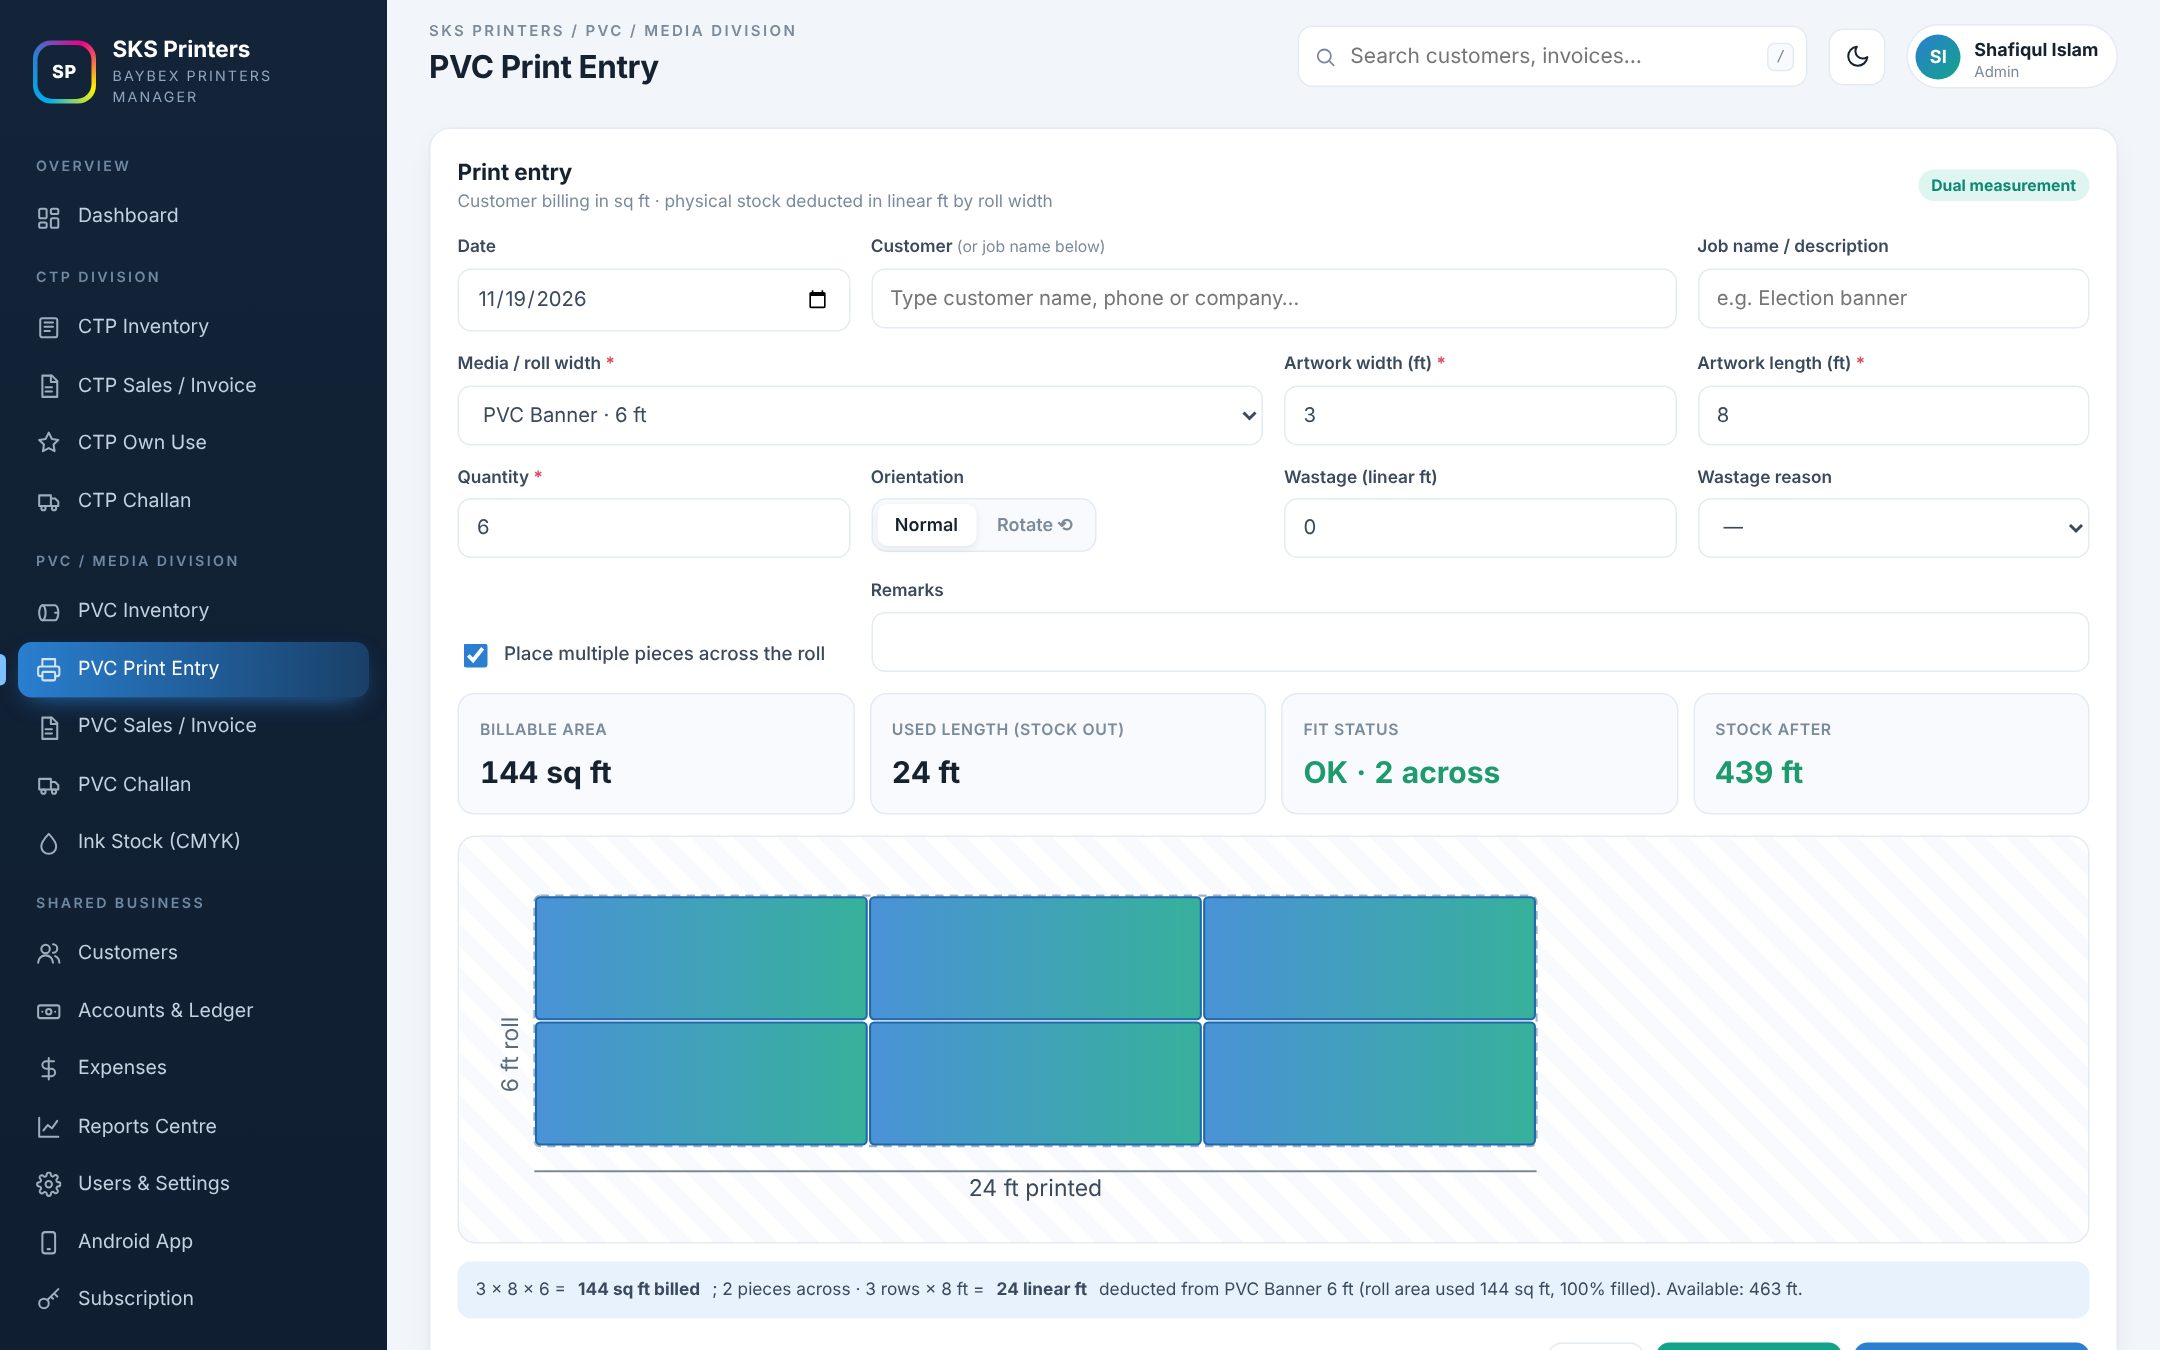 SP
SKS Printers
BAYBEX PRINTERS
MANAGER
OVERVIEW
Dashboard
CTP DIVISION
CTP Inventory
CTP Sales / Invoice
CTP Own Use
CTP Challan
PVC / MEDIA DIVISION
PVC Inventory
PVC Print Entry
PVC Sales / Invoice
PVC Challan
Ink Stock (CMYK)
SHARED BUSINESS
Customers
Accounts & Ledger
Expenses
Reports Centre
Users & Settings
Android App
Subscription
SKS PRINTERS / PVC / MEDIA DIVISION
PVC Print Entry
Search customers, invoices... /
SI
Shafiqul Islam
Admin
Print entry
Customer billing in sq ft · physical stock deducted in linear ft by roll width
Dual measurement
Date
11/19/2026
Customer (or job name below)
Type customer name, phone or company...
Job name / description
e.g. Election banner
Media / roll width *
PVC Banner · 6 ft
Artwork width (ft) *
3
Artwork length (ft) *
8
Quantity *
6
Orientation
Normal Rotate ⟲
Wastage (linear ft)
0
Wastage reason
—
Place multiple pieces across the roll
Remarks
BILLABLE AREA
144 sq ft
USED LENGTH (STOCK OUT)
24 ft
FIT STATUS
OK · 2 across
STOCK AFTER
439 ft
6 ft roll
24 ft printed
3 × 8 × 6 = 144 sq ft billed ; 2 pieces across · 3 rows × 8 ft = 24 linear ft deducted from PVC Banner 6 ft (roll area used 144 sq ft, 100% filled). Available: 463 ft.